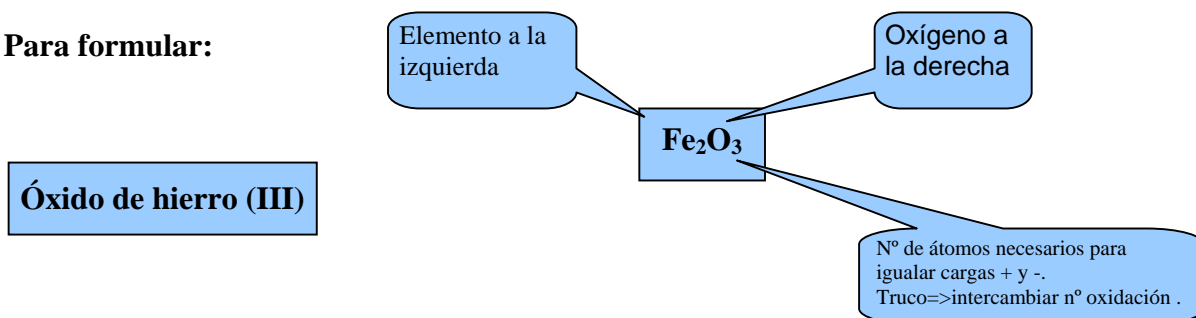 Para formular:
Elemento a la
izquierda
Oxígeno a
la derecha
Fe₂O₃
Óxido de hierro (III)
Nº de átomos necesarios para
igualar cargas + y -.
Truco=>intercambiar nº oxidación .